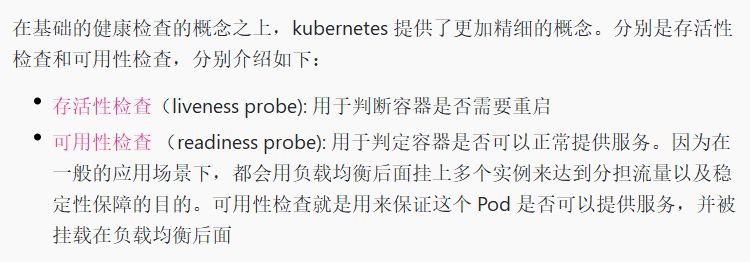 在基础的健康检查的概念之上，kubernetes 提供了更加精细的概念。分别是存活性
检查和可用性检查，分别介绍如下：
存活性检查（liveness probe): 用于判断容器是否需要重启
可用性检查 （readiness probe): 用于判定容器是否可以正常提供服务。因为在
一般的应用场景下，都会用负载均衡后面挂上多个实例来达到分担流量以及稳
定性保障的目的。可用性检查就是用来保证这个 Pod 是否可以提供服务，并被
挂载在负载均衡后面